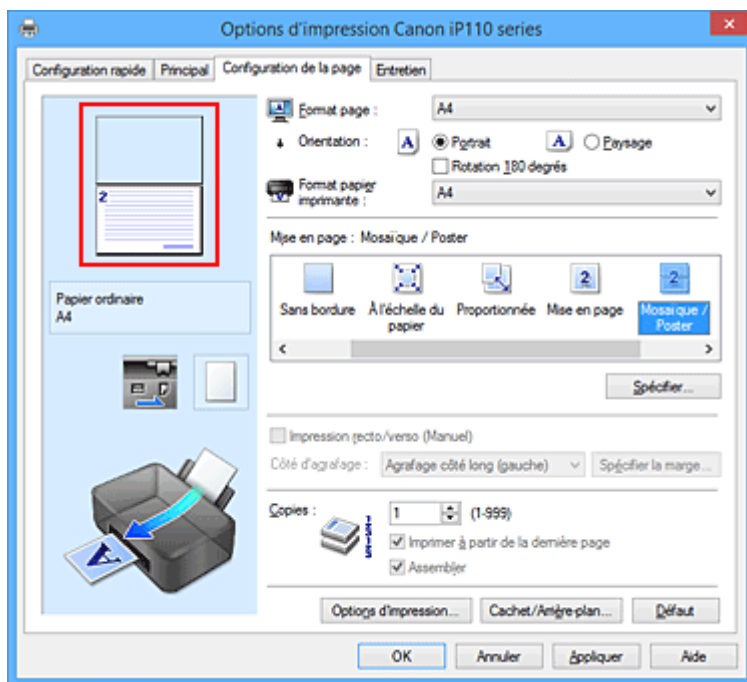 Options d'impression Canon iP110 series
Configuration rapide
Principal
Configuration de la page
Entretien
Format page :
A4
Orientation :
A
Portrait
A
Paysage
Rotation 180 degrés
Format papier
imprimante :
A4
2
Papier ordinaire
A4
Mise en page : Mosaïque / Poster
Sans bordure
À l'échelle du
papier
Proportionnée
2
Mise en page
2
Mosaïque /
Poster
Spécifier...
Impression recto/verso (Manuel)
Côté d'agrafage :
Agrafage côté long (gauche)
Spécifier la marge...
Copies :
1
(1-999)
Imprimer à partir de la dernière page
Assembler
A
Options d'impression...
Cachet/Arrière-plan...
Défaut
OK
Annuler
Appliquer
Aide